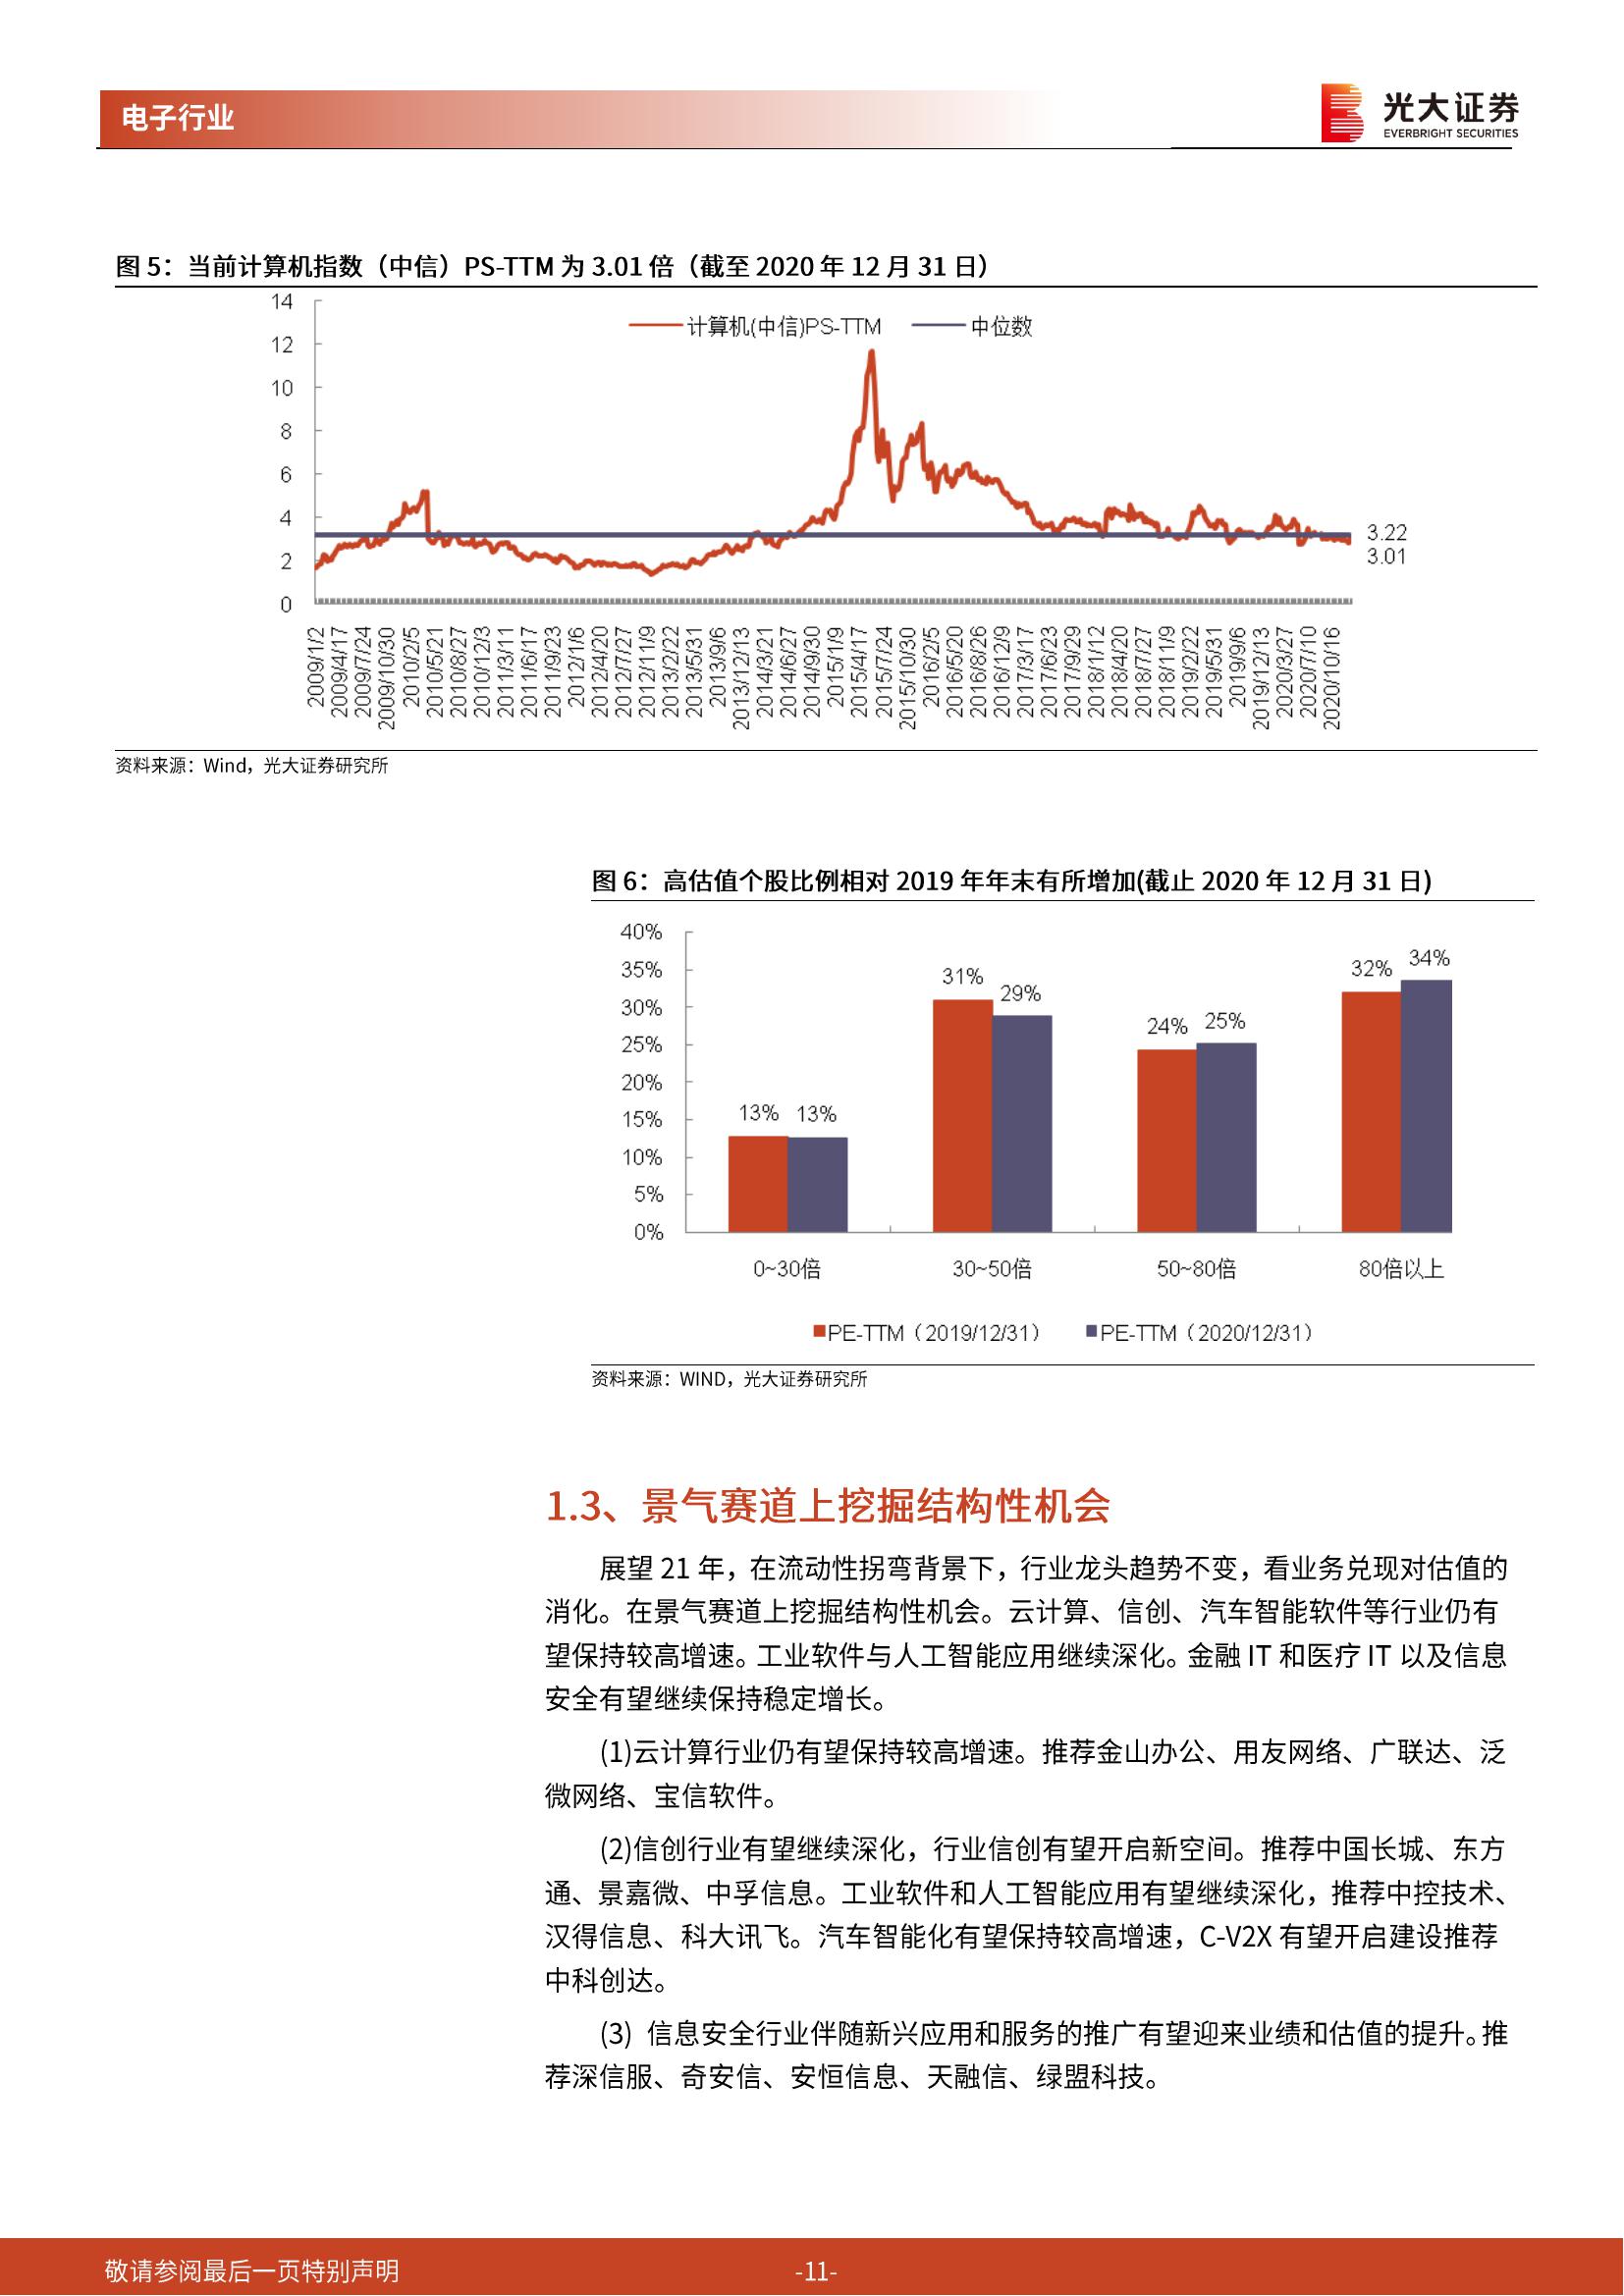 电子行业
光大证券
EVERBRIGHT SECURITIES
图 5：当前计算机指数（中信）PS-TTM 为 3.01 倍（截至 2020 年 12 月 31 日）
14
12
10
8
6
4
2
0
计算机(中信)PS-TTM
中位数
3.22
3.01
2009/1/2
2009/4/17
2009/7/24
2009/10/30
2010/2/5
2010/5/21
2010/8/27
2010/12/3
2011/3/11
2011/6/17
2011/9/23
2012/1/6
2012/4/20
2012/7/27
2012/11/9
2013/2/22
2013/5/31
2013/9/6
2013/12/13
2014/3/21
2014/6/27
2014/9/30
2015/1/9
2015/4/17
2015/7/24
2015/10/30
2016/2/5
2016/5/20
2016/8/26
2016/12/9
2017/3/17
2017/6/23
2017/9/29
2018/1/12
2018/4/20
2018/7/27
2018/11/9
2019/2/22
2019/5/31
2019/9/6
2019/12/13
2020/3/27
2020/7/10
2020/10/16
资料来源：Wind，光大证券研究所
图 6：高估值个股比例相对 2019 年年末有所增加(截止 2020 年 12 月 31 日)
40%
35%
30%
25%
20%
15%
10%
5%
0%
13% 13%
31% 29%
24% 25%
32% 34%
0~30倍
30~50倍
50~80倍
80倍以上
PE-TTM（2019/12/31）
PE-TTM（2020/12/31）
资料来源：WIND，光大证券研究所
1.3、景气赛道上挖掘结构性机会
展望 21 年，在流动性拐弯背景下，行业龙头趋势不变，看业务兑现对估值的
消化。在景气赛道上挖掘结构性机会。云计算、信创、汽车智能软件等行业仍有
望保持较高增速。工业软件与人工智能应用继续深化。金融 IT 和医疗 IT 以及信息
安全有望继续保持稳定增长。
(1)云计算行业仍有望保持较高增速。推荐金山办公、用友网络、广联达、泛
微网络、宝信软件。
(2)信创行业有望继续深化，行业信创有望开启新空间。推荐中国长城、东方
通、景嘉微、中孚信息。工业软件和人工智能应用有望继续深化，推荐中控技术、
汉得信息、科大讯飞。汽车智能化有望保持较高增速，C-V2X 有望开启建设推荐
中科创达。
(3) 信息安全行业伴随新兴应用和服务的推广有望迎来业绩和估值的提升。推
荐深信服、奇安信、安恒信息、天融信、绿盟科技。
敬请参阅最后一页特别声明
-11-